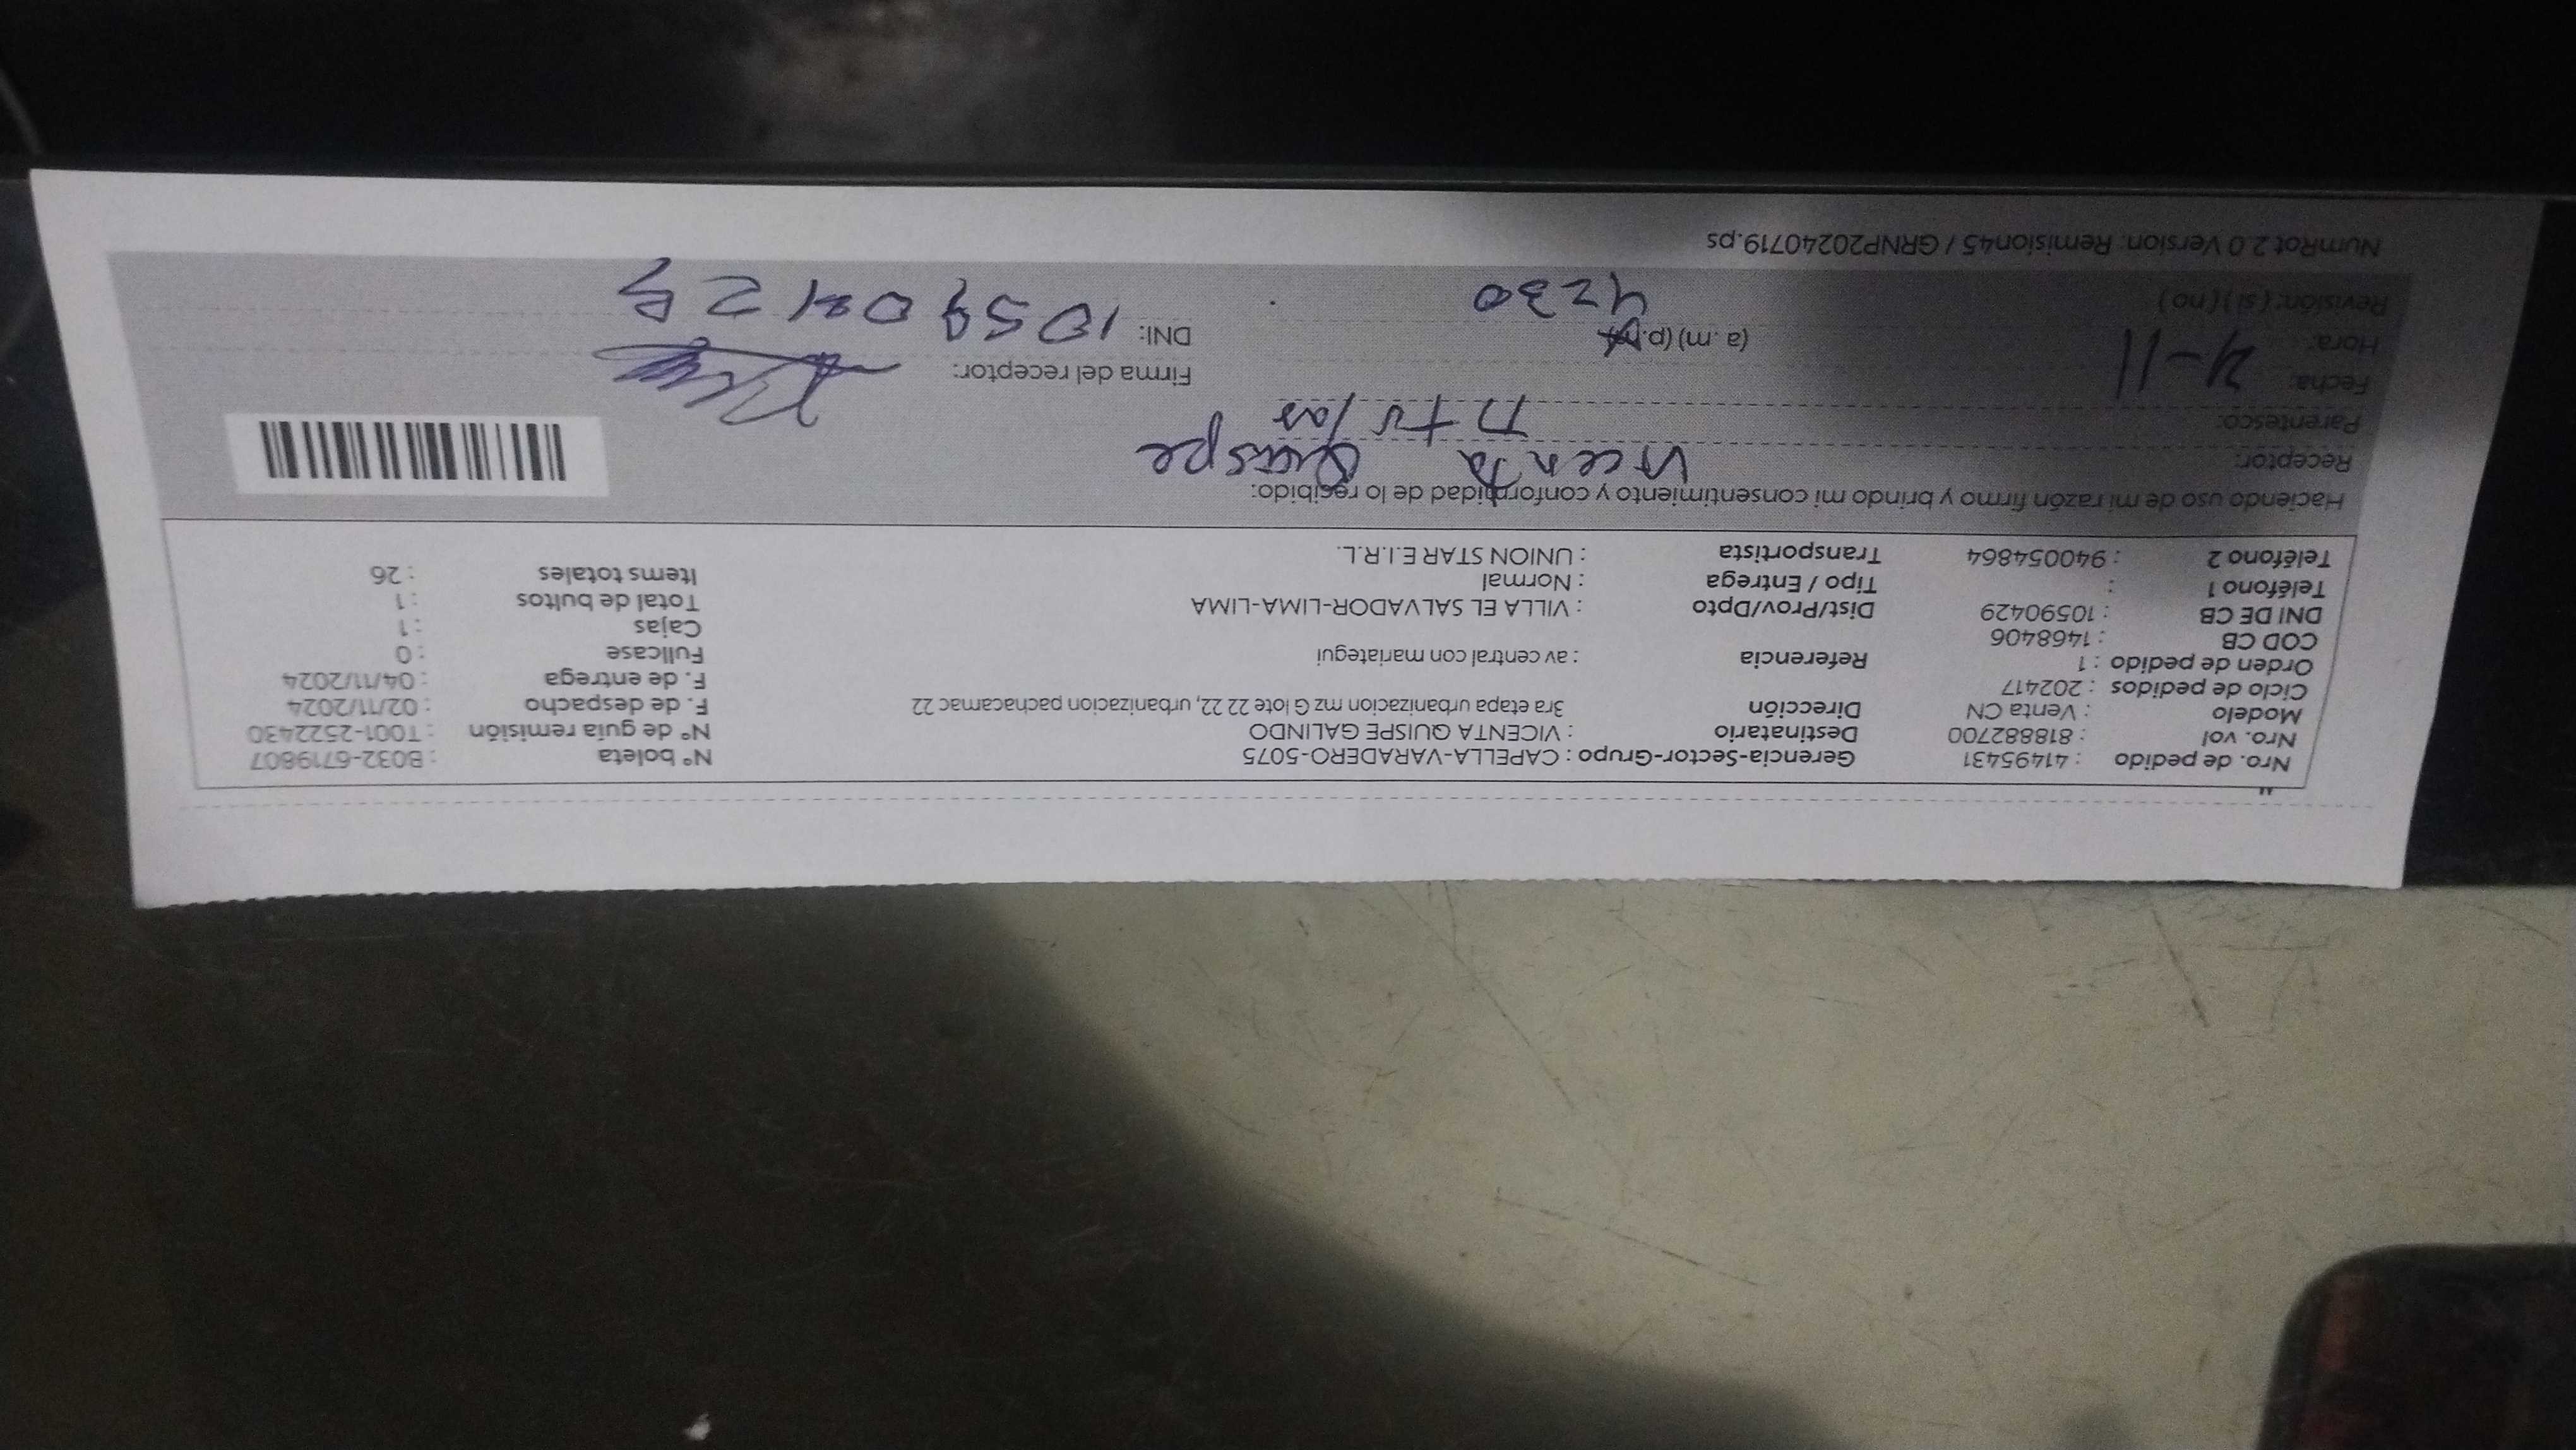 Nro. de pedido : 41495431 Gerencia-Sector-Grupo : CAPELLA-VARADERO-5075 N° boleta : B032-6719807
Nro. vol : 818882700 Destinatario : VICENTA QUISPE GALINDO N° de guía remisión : T001-2522430
Modelo : Venta CN Dirección 3ra etapa urbanizacion mz G lote 22 22, urbanizacion pachacamac 22 F. de despacho : 02/11/2024
Ciclo de pedidos : 202417 F. de entrega : 04/11/2024
Orden de pedido : 1 Referencia : av central con mariategui Fullcase : 0
COD CB : 1468406 Cajas : 1
DNI DE CB : 10590429 Dist/Prov/Dpto : VILLA EL SALVADOR-LIMA-LIMA Total de bultos : 1
Teléfono 1 : Tipo / Entrega : Normal Items totales : 26
Teléfono 2 : 940054864 Transportista : UNION STAR E.I.R.L.
Haciendo uso de mi razón firmo y brindo mi consentimiento y conformidad de lo recibido:
Receptor: Vicenta Quispe
Parentesco: titular
Fecha: 4-11 Firma del receptor:
Hora: (a.m) (p.m) DNI: 10590429
4:30
Revisión: (si) (no)
NumRot 2.0 Version: Remision45 / GRNP20240719.ps